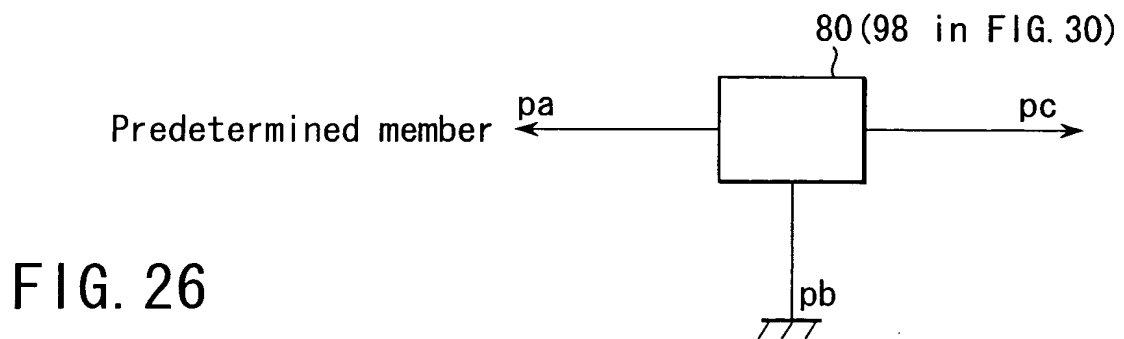 80(98 in FIG. 30)
pa
pc
Predetermined member
pb
FIG. 26